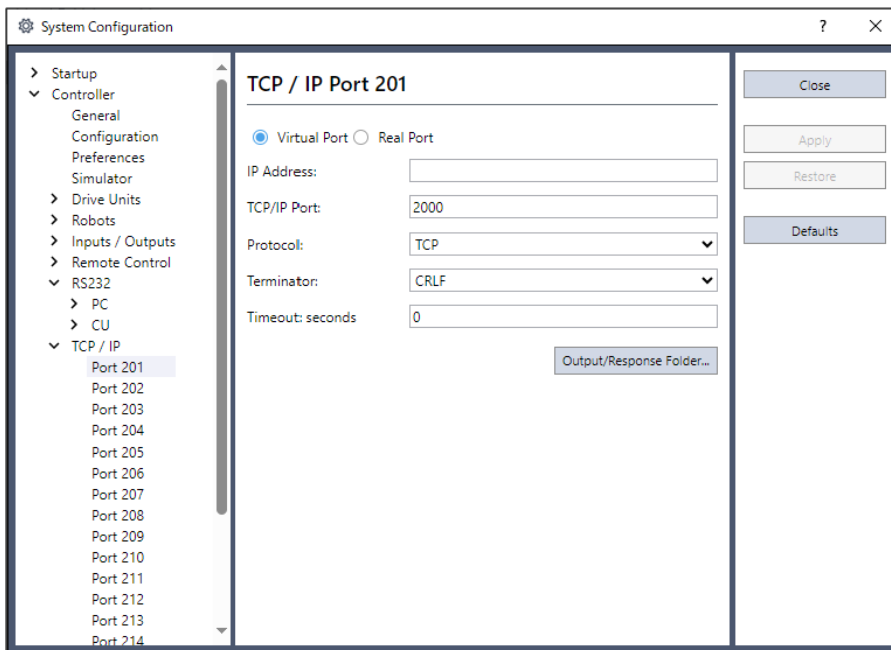 System Configuration
?
Startup
Controller
General
Configuration
Preferences
Simulator
Drive Units
Robots
Inputs / Outputs
Remote Control
RS232
PC
CU
TCP / IP
Port 201
Port 202
Port 203
Port 204
Port 205
Port 206
Port 207
Port 208
Port 209
Port 210
Port 211
Port 212
Port 213
Port 214
TCP / IP Port 201
Virtual Port Real Port
IP Address:
TCP/IP Port: 2000
Protocol: TCP
Terminator: CRLF
Timeout: seconds 0
Output/Response Folder...
Close
Apply
Restore
Defaults